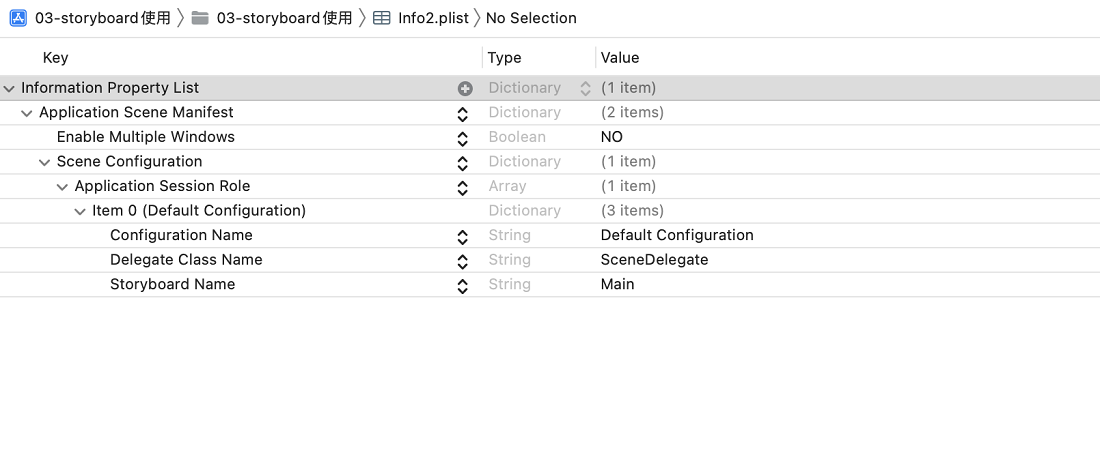 03-storyboard使用 〉 03-storyboard使用 〉 Info2.plist 〉 No Selection
Key Type Value
Information Property List Dictionary (1 item)
Application Scene Manifest Dictionary (2 items)
Enable Multiple Windows Boolean NO
Scene Configuration Dictionary (1 item)
Application Session Role Array (1 item)
Item 0 (Default Configuration) Dictionary (3 items)
Configuration Name String Default Configuration
Delegate Class Name String SceneDelegate
Storyboard Name String Main